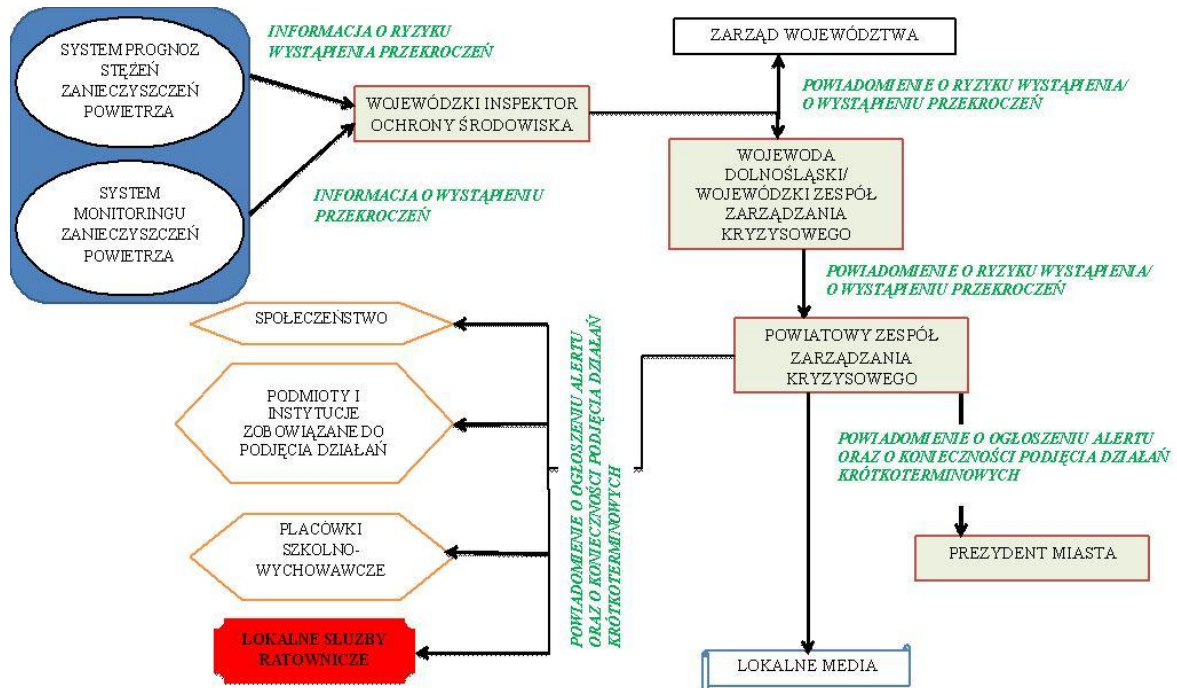 SYSTEM PROGNOZ
STĘŻEŃ
ZANIECZYSZCZEŃ
POWIETRZA
INFORMACJA O RYZYKU
WYSTĄPIENIA PRZEKROCZEŃ
ZARZĄD WOJEWÓDZTWA
WOJEWÓDZKI INSPEKTOR
OCHRONY ŚRODOWISKA
POWIADOMIENIE O RYZYKU WYSTĄPIENIA/
O WYSTĄPIENIU PRZEKROCZEŃ
SYSTEM
MONITORINGU
ZANIECZYSZCZEŃ
POWIETRZA
INFORMACJA O WYSTĄPIENIU
PRZEKROCZEŃ
WOJEWODA
DOLNOŚLĄSKI/
WOJEWÓDZKI ZESPÓŁ
ZARZĄDZANIA
KRYZYSOWEGO
POWIADOMIENIE O RYZYKU WYSTĄPIENIA/
O WYSTĄPIENIU PRZEKROCZEŃ
SPOŁECZEŃSTWO
POWIATOWY ZESPÓŁ
ZARZĄDZANIA
KRYZYSOWEGO
PODMIOTY I
INSTYTUCJE
ZOBOWIĄZANE DO
PODJĘCIA DZIAŁAŃ
POWIADOMIENIE O OGŁOSZENIU ALERTU
ORAZ O KONIECZNOŚCI PODJĘCIA DZIAŁAŃ
KRÓTKOTERMINOWYCH
POWIADOMIENIE O OGŁOSZENIU ALERTU
ORAZ O KONIECZNOŚCI PODJĘCIA DZIAŁAŃ
KRÓTKOTERMINOWYCH
PLACÓWKI
SZKOLNO-
WYCHOWAWCZE
PREZYDENT MIASTA
LOKALNE SŁUŻBY
RATOWNICZE
LOKALNE MEDIA